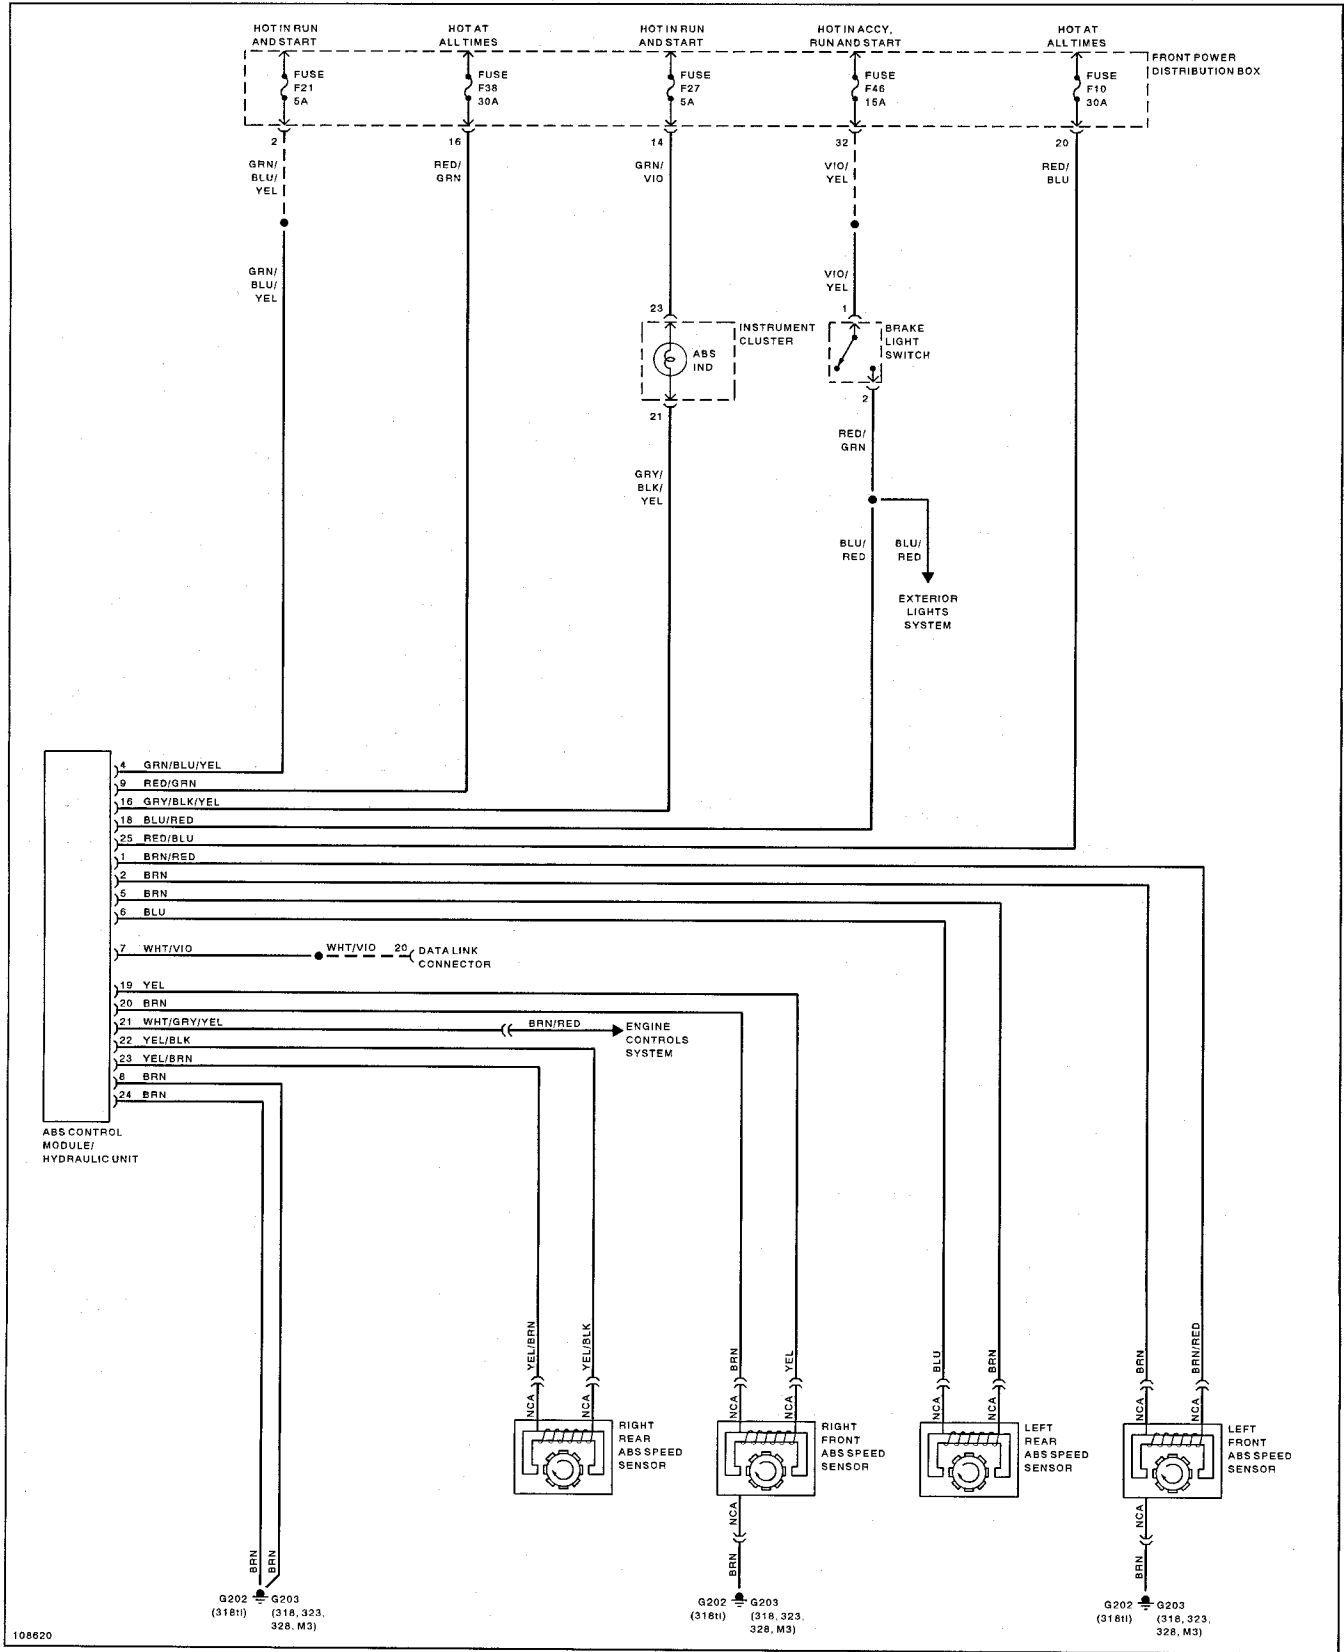 HOT IN RUN
AND START
HOT AT
ALL TIMES
HOT IN RUN
AND START
HOT IN ACCY,
RUN AND START
HOT AT
ALL TIMES
FRONT POWER
DISTRIBUTION BOX
FUSE
F21
5A
FUSE
F38
30A
FUSE
F27
5A
FUSE
F46
15A
FUSE
F10
30A
2
16
14
32
20
GRN/
BLU/
YEL
RED/
GRN
GRN/
VIO
VIO/
YEL
RED/
BLU
GRN/
BLU/
YEL
VIO/
YEL
23
1
INSTRUMENT
CLUSTER
ABS
IND
BRAKE
LIGHT
SWITCH
21
2
RED/
GRN
GRY/
BLK/
YEL
BLU/
RED
BLU/
RED
EXTERIOR
LIGHTS
SYSTEM
4 GRN/BLU/YEL
9 RED/GRN
16 GRY/BLK/YEL
18 BLU/RED
25 RED/BLU
1 BRN/RED
2 BRN
5 BRN
6 BLU
7 WHT/VIO
WHT/VIO 20
DATA LINK
CONNECTOR
19 YEL
20 BRN
21 WHT/GRY/YEL
BRN/RED
ENGINE
CONTROLS
SYSTEM
22 YEL/BLK
23 YEL/BRN
8 BRN
24 BRN
ABS CONTROL
MODULE/
HYDRAULIC UNIT
YEL/BRN
YEL/BLK
BRN
YEL
BLU
BRN
BRN
BRN/RED
NCA
NCA
NCA
NCA
NCA
NCA
NCA
NCA
RIGHT
REAR
ABS SPEED
SENSOR
RIGHT
FRONT
ABS SPEED
SENSOR
LEFT
REAR
ABS SPEED
SENSOR
LEFT
FRONT
ABS SPEED
SENSOR
NCA
NCA
BRN
BRN
BRN
BRN
G202
(318ti)
G203
(318, 323,
328, M3)
G202
(318ti)
G203
(318, 323,
328, M3)
G202
(318ti)
G203
(318, 323,
328, M3)
108620